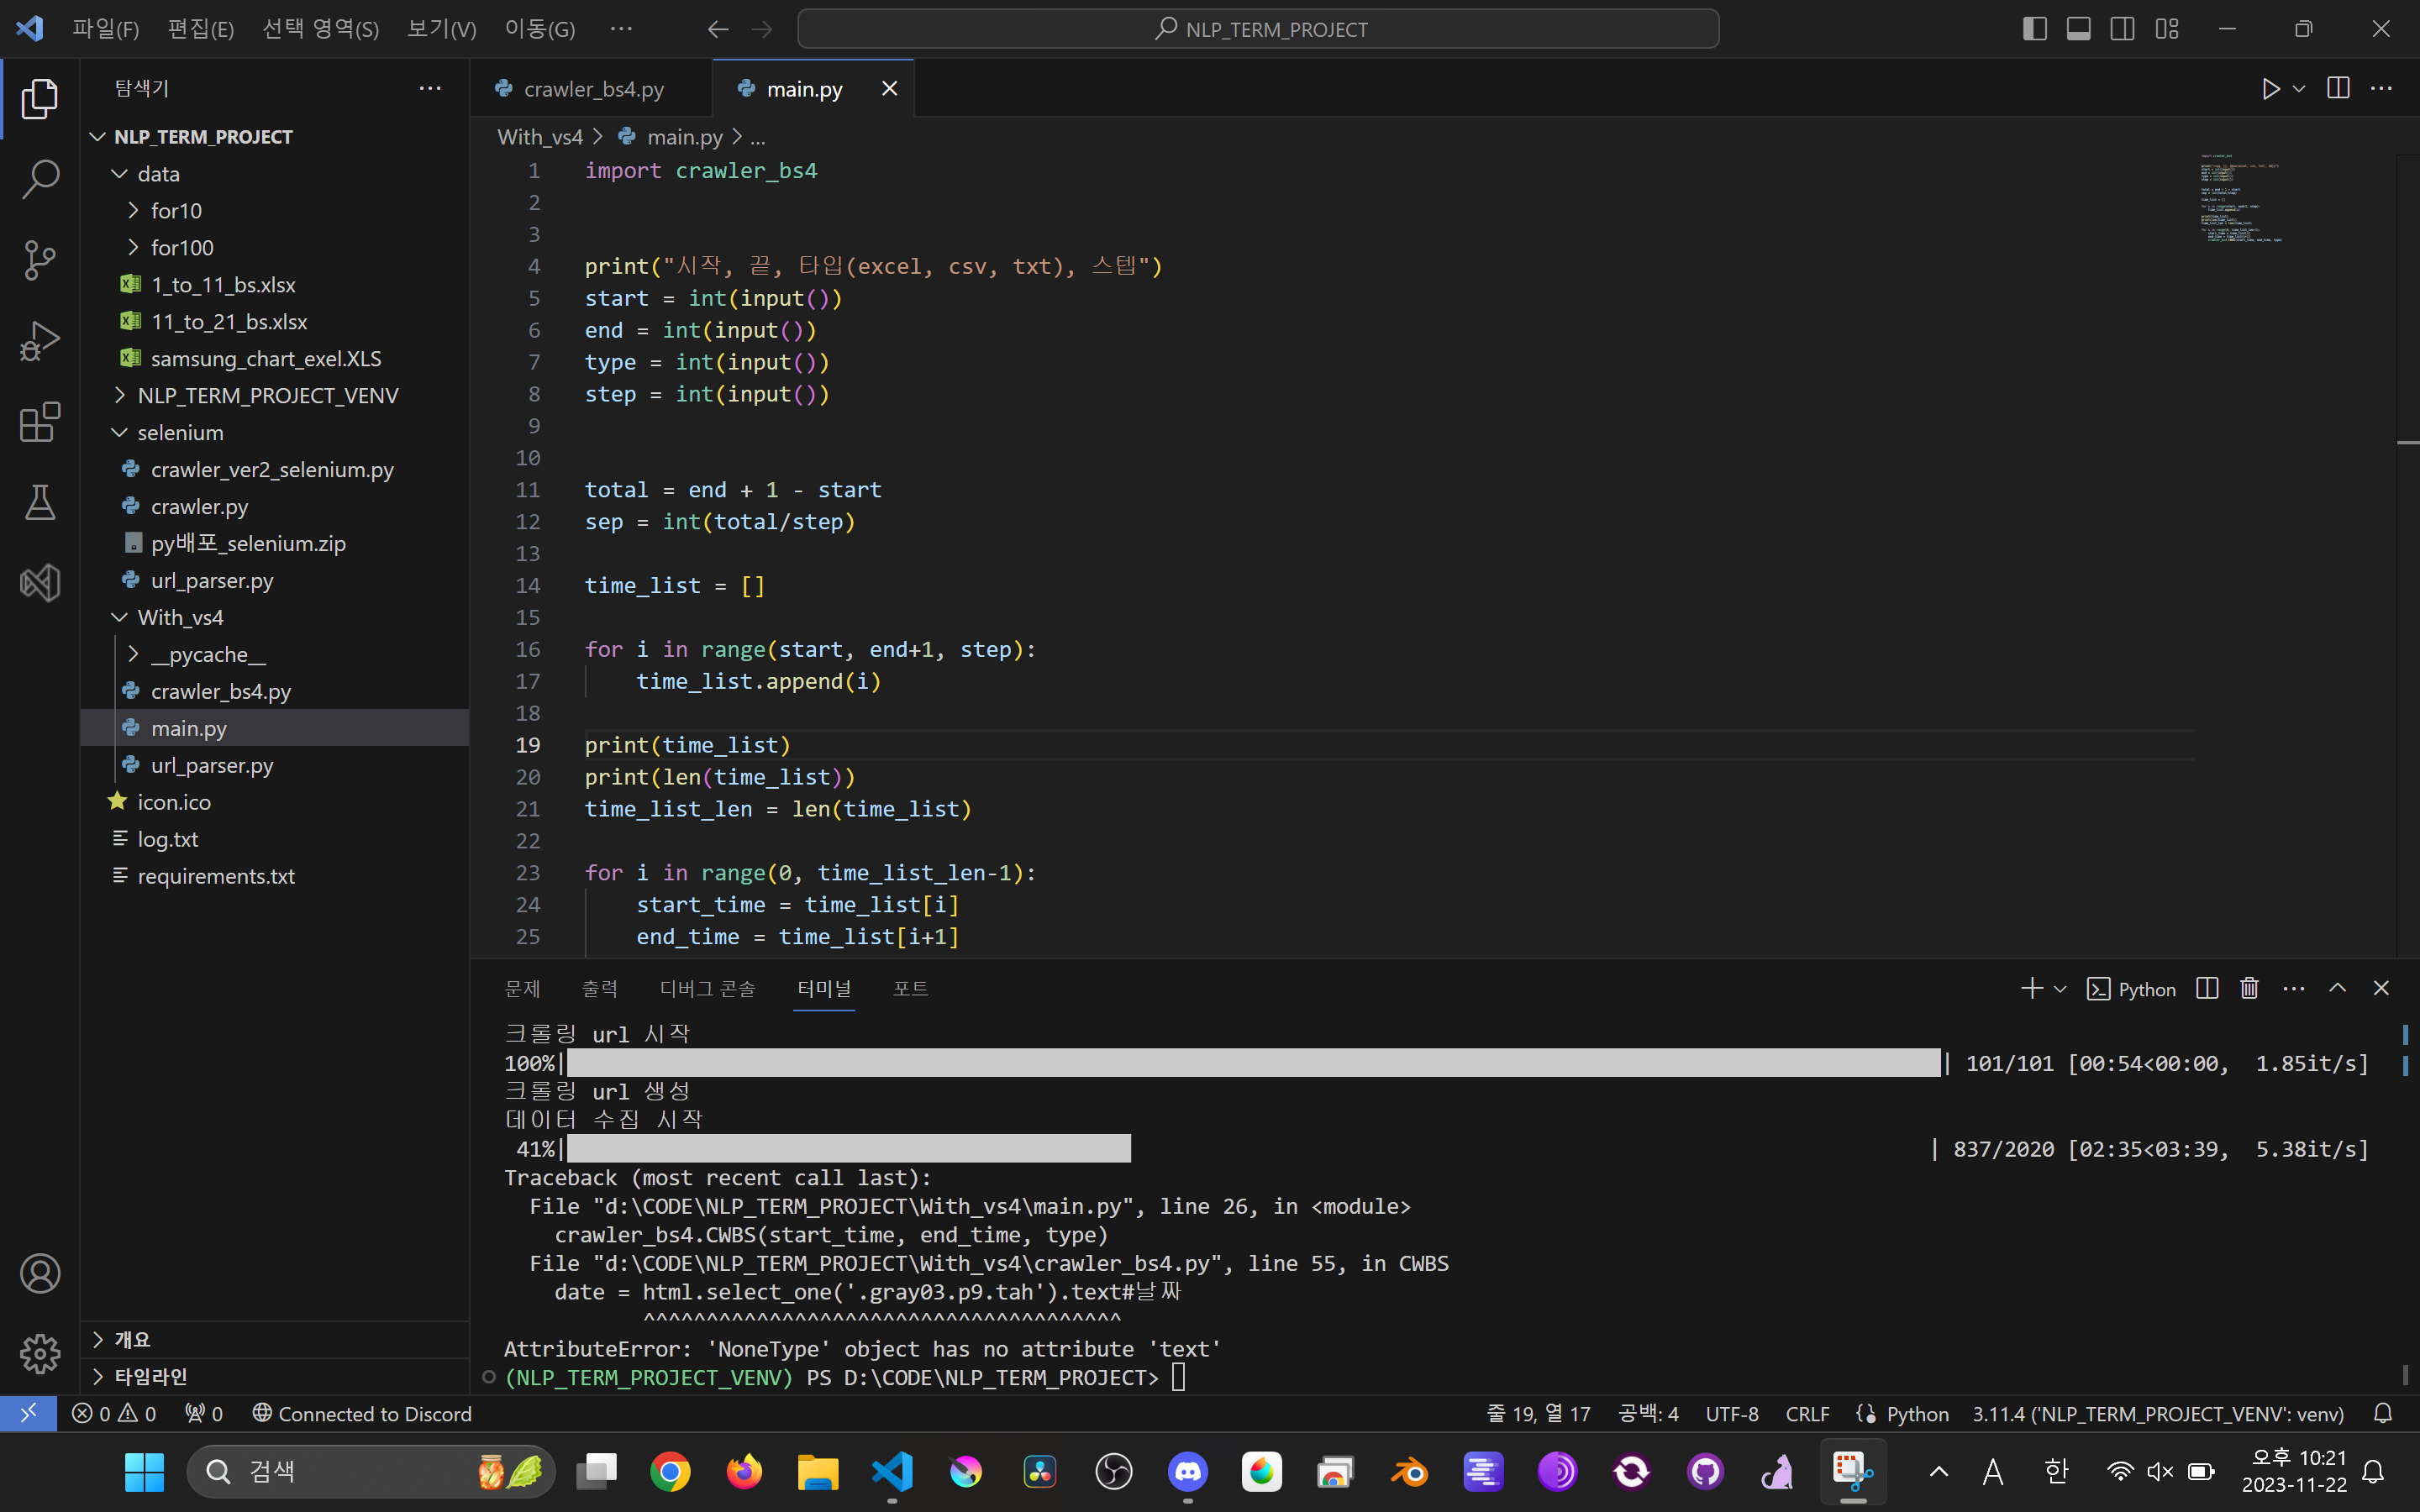 파일(F) 편집(E) 선택 영역(S) 보기(V) 이동(G) ... NLP_TERM_PROJECT
탐색기
NLP_TERM_PROJECT
data
for10
for100
1_to_11_bs.xlsx
11_to_21_bs.xlsx
samsung_chart_exel.XLS
NLP_TERM_PROJECT_VENV
selenium
crawler_ver2_selenium.py
crawler.py
py배포_selenium.zip
url_parser.py
With_vs4
__pycache__
crawler_bs4.py
main.py
url_parser.py
icon.ico
log.txt
requirements.txt
개요
타임라인
crawler_bs4.py main.py
With_vs4 > main.py > ...
1 import crawler_bs4
2
3
4 print("시작, 끝, 타입(excel, csv, txt), 스텝")
5 start = int(input())
6 end = int(input())
7 type = int(input())
8 step = int(input())
9
10
11 total = end + 1 - start
12 sep = int(total/step)
13
14 time_list = []
15
16 for i in range(start, end+1, step):
17 time_list.append(i)
18
19 print(time_list)
20 print(len(time_list))
21 time_list_len = len(time_list)
22
23 for i in range(0, time_list_len-1):
24 start_time = time_list[i]
25 end_time = time_list[i+1]
문제 출력 디버그 콘솔 터미널 포트 Python
크롤링 url 시작
100%| | 101/101 [00:54<00:00, 1.85it/s]
크롤링 url 생성
데이터 수집 시작
41%| | 837/2020 [02:35<03:39, 5.38it/s]
Traceback (most recent call last):
File "d:\CODE\NLP_TERM_PROJECT\With_vs4\main.py", line 26, in <module>
crawler_bs4.CWBS(start_time, end_time, type)
File "d:\CODE\NLP_TERM_PROJECT\With_vs4\crawler_bs4.py", line 55, in CWBS
date = html.select_one('.gray03.p9.tah').text#날짜
^^^^^^^^^^^^^^^^^^^^^^^^^^^^^^^^^^^^^^
AttributeError: 'NoneType' object has no attribute 'text'
(NLP_TERM_PROJECT_VENV) PS D:\CODE\NLP_TERM_PROJECT>
0 0 0 Connected to Discord 줄 19, 열 17 공백: 4 UTF-8 CRLF Python 3.11.4 ('NLP_TERM_PROJECT_VENV': venv)
검색 A 한 오후 10:21
2023-11-22